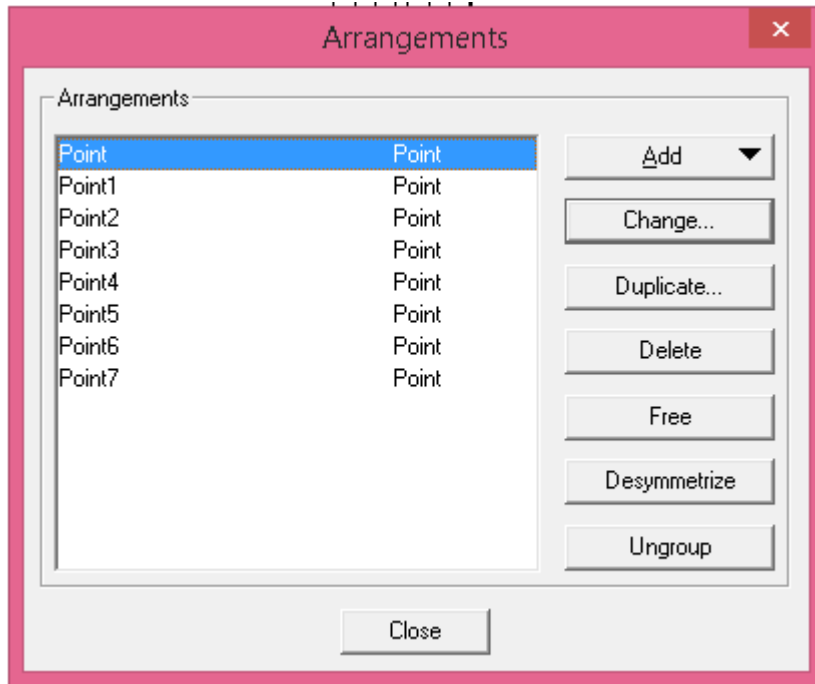 Arrangements
×
Arrangements
Point Point
Point1 Point
Point2 Point
Point3 Point
Point4 Point
Point5 Point
Point6 Point
Point7 Point
Add
Change...
Duplicate...
Delete
Free
Desymmetrize
Ungroup
Close